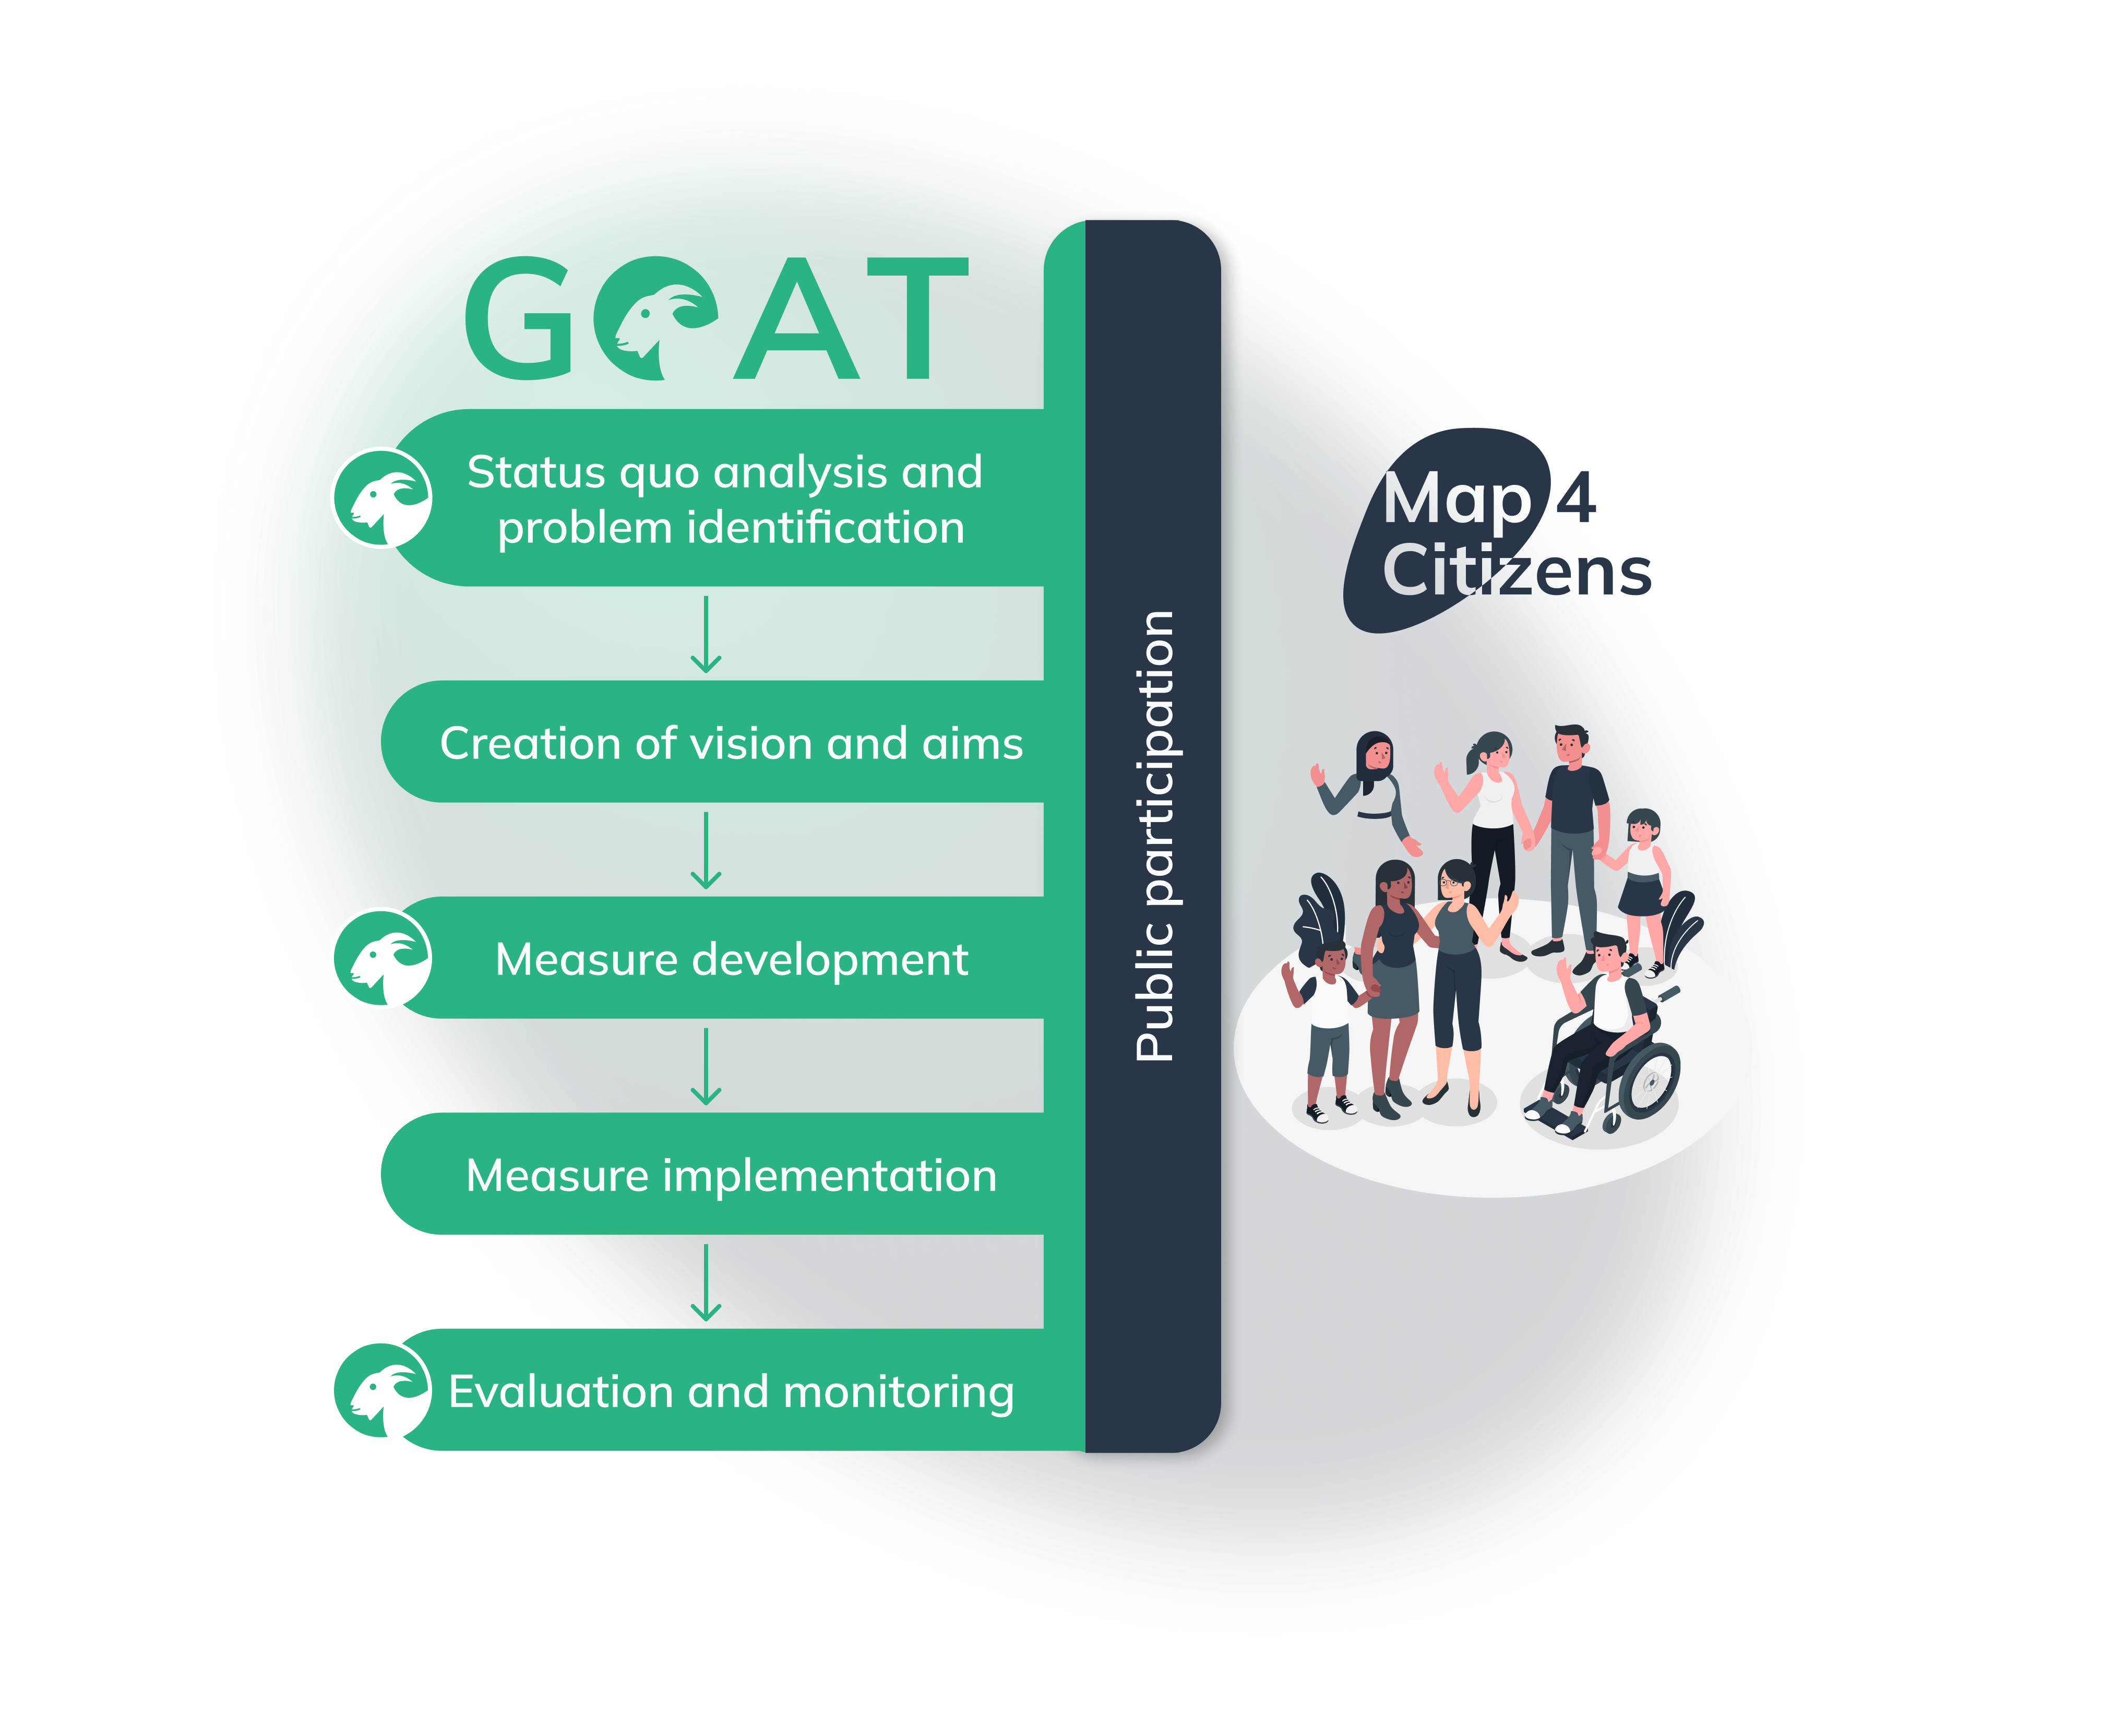 GOAT
Status quo analysis and
problem identification
Creation of vision and aims
Measure development
Measure implementation
Evaluation and monitoring
Public participation
Map 4
Citizens